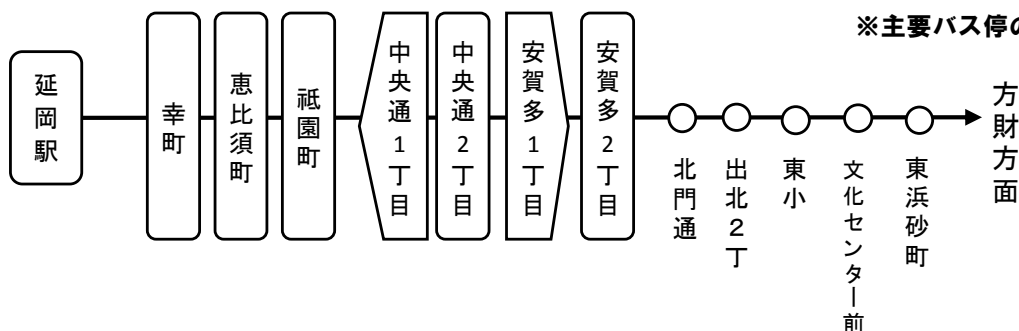 ※主要バス停の
延岡駅
幸町
恵比須町
祗園町
中央通1丁目
中央通2丁目
安賀多1丁目
安賀多2丁目
北門通
出北２丁
東小
文化センター前
東浜砂町
方財方面